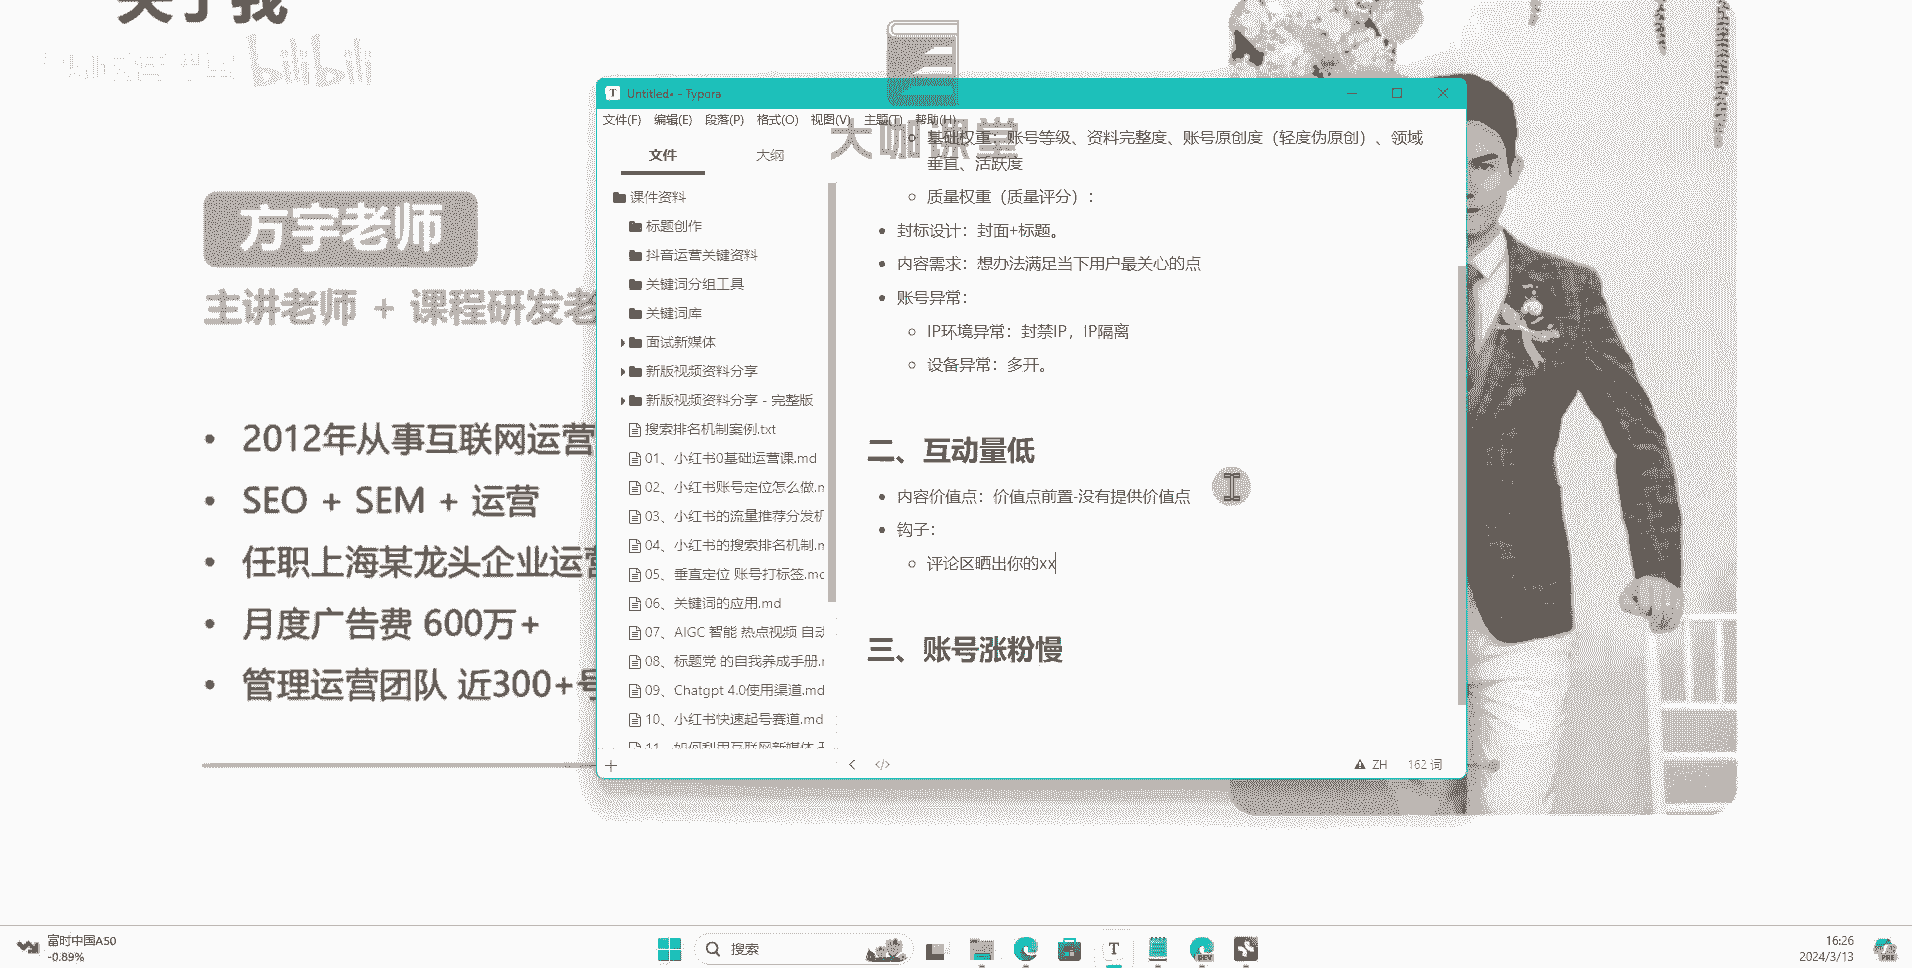 关于我
bilibili
大咖课堂
方宇老师
主讲老师 + 课程研发老
2012年从事互联网运营
SEO + SEM + 运营
任职上海某龙头企业运营
月度广告费 600万+
管理运营团队 近300+号
Untitled• - Typora
文件(F) 编辑(E) 段落(P) 格式(O) 视图(V) 主题(T) 帮助(H)
文件 大纲
课件资料
标题创作
抖音运营关键资料
关键词分组工具
关键词库
面试新媒体
新版视频资料分享
新版视频资料分享 - 完整版
搜索排名机制案例.txt
01、小红书0基础运营课.md
02、小红书账号定位怎么做.m
03、小红书的流量推荐分发机
04、小红书的搜索排名机制.m
05、垂直定位 账号打标签.mc
06、关键词的应用.md
07、AIGC 智能 热点视频 自动
08、标题党 的自我养成手册.r
09、Chatgpt 4.0使用渠道.md
10、小红书快速起号赛道.md
11、如何利用互联网新媒体
基础权重：账号等级、资料完整度、账号原创度（轻度伪原创）、领域
垂直、活跃度
质量权重（质量评分）：
封标设计：封面+标题。
内容需求：想办法满足当下用户最关心的点
账号异常：
IP环境异常：封禁IP，IP隔离
设备异常：多开。
二、互动量低
内容价值点：价值点前置-没有提供价值点
钩子：
评论区晒出你的xx
三、账号涨粉慢
ZH 162 词
富时中国A50
-0.89%
搜索
T
DEV
16:26
2024/3/13
PRE